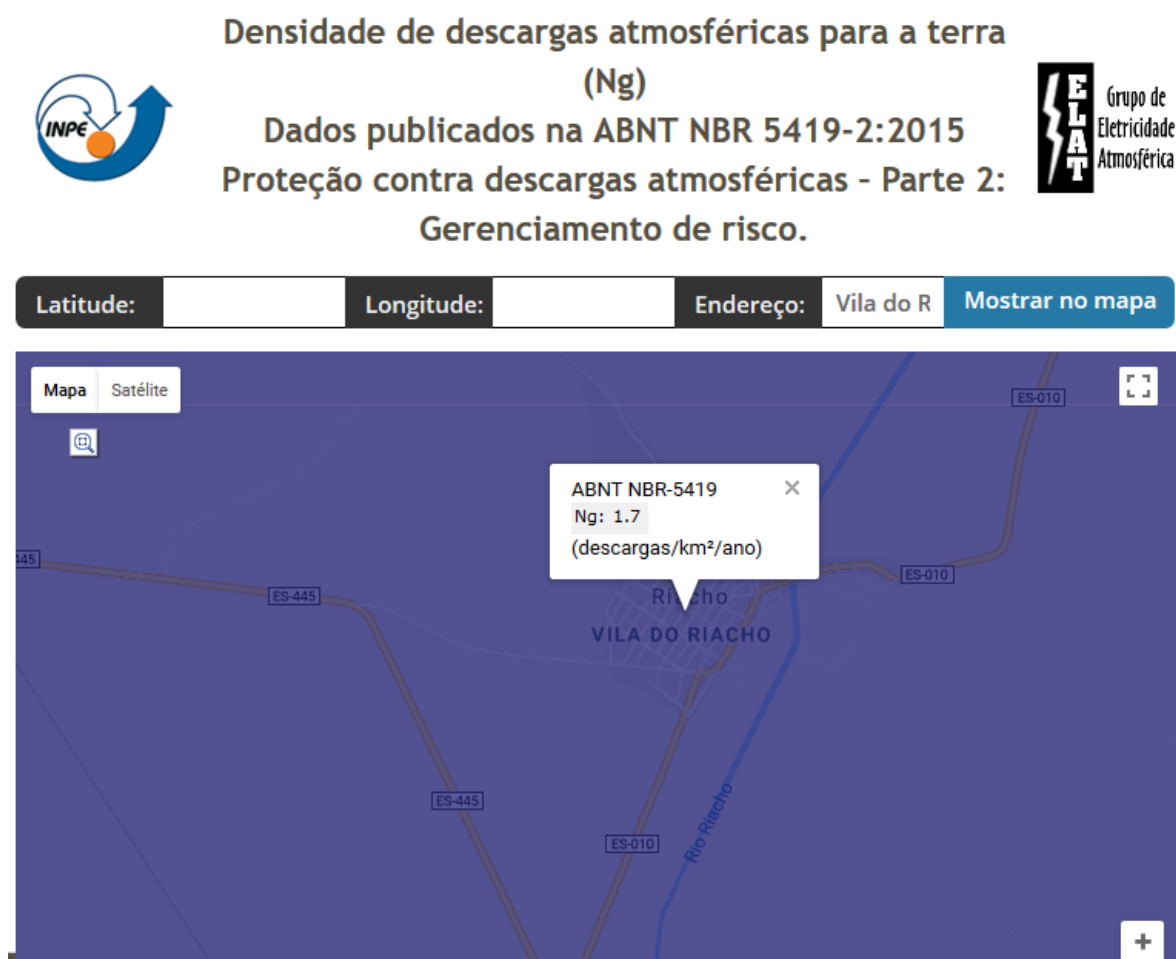 Densidade de descargas atmosféricas para a terra
(Ng)
Dados publicados na ABNT NBR 5419-2:2015
Proteção contra descargas atmosféricas - Parte 2:
Gerenciamento de risco.
INPE
ELAT
Grupo de
Eletricidade
Atmosférica
Latitude:
Longitude:
Endereço:
Vila do R
Mostrar no mapa
Mapa
Satélite
ES-010
ABNT NBR-5419
Ng: 1.7
(descargas/km²/ano)
445
ES-445
ES-010
Riacho
VILA DO RIACHO
ES-445
ES-010
Rio Riacho